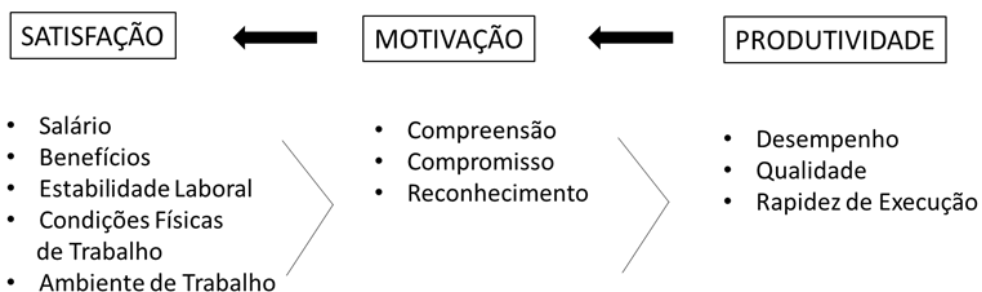 SATISFAÇÃO
MOTIVAÇÃO
PRODUTIVIDADE
• Salário
• Benefícios
• Estabilidade Laboral
• Condições Físicas
de Trabalho
• Ambiente de Trabalho
• Compreensão
• Compromisso
• Reconhecimento
• Desempenho
• Qualidade
• Rapidez de Execução